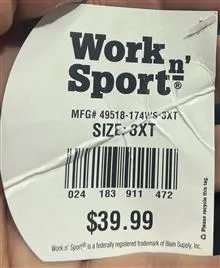 Work n'
Sport®
MFG# 49518-174WS-3XT
SIZE: 3XT
024 183 911 472
$39.99
Please recycle this tag.
Work n' Sport® is a federally registered trademark of Blain Supply, Inc.